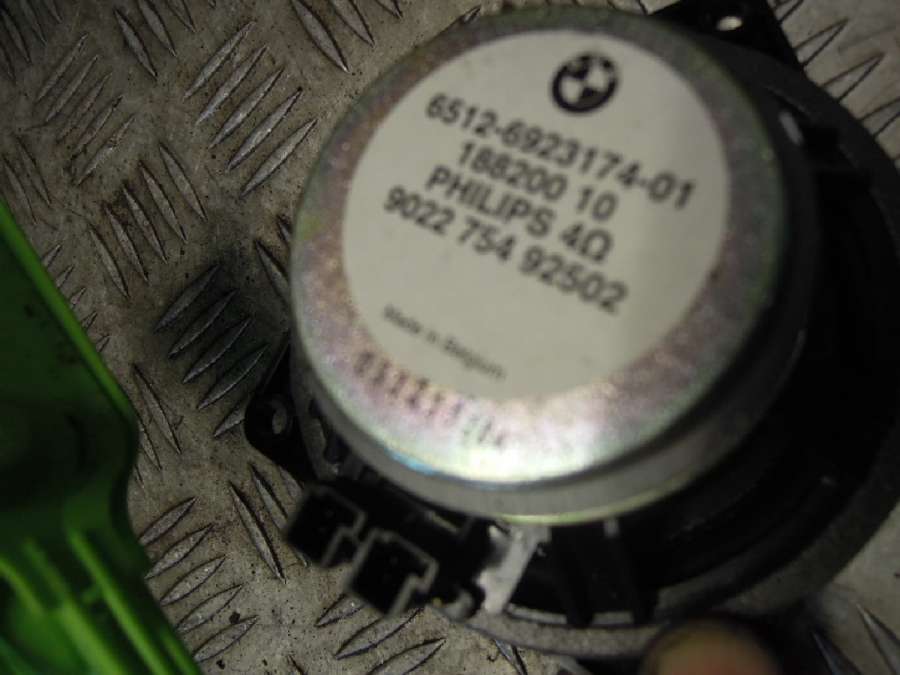 6512-6923174-01
188200 10
PHILIPS 4Ω
9022 754 92502
Made in Belgium